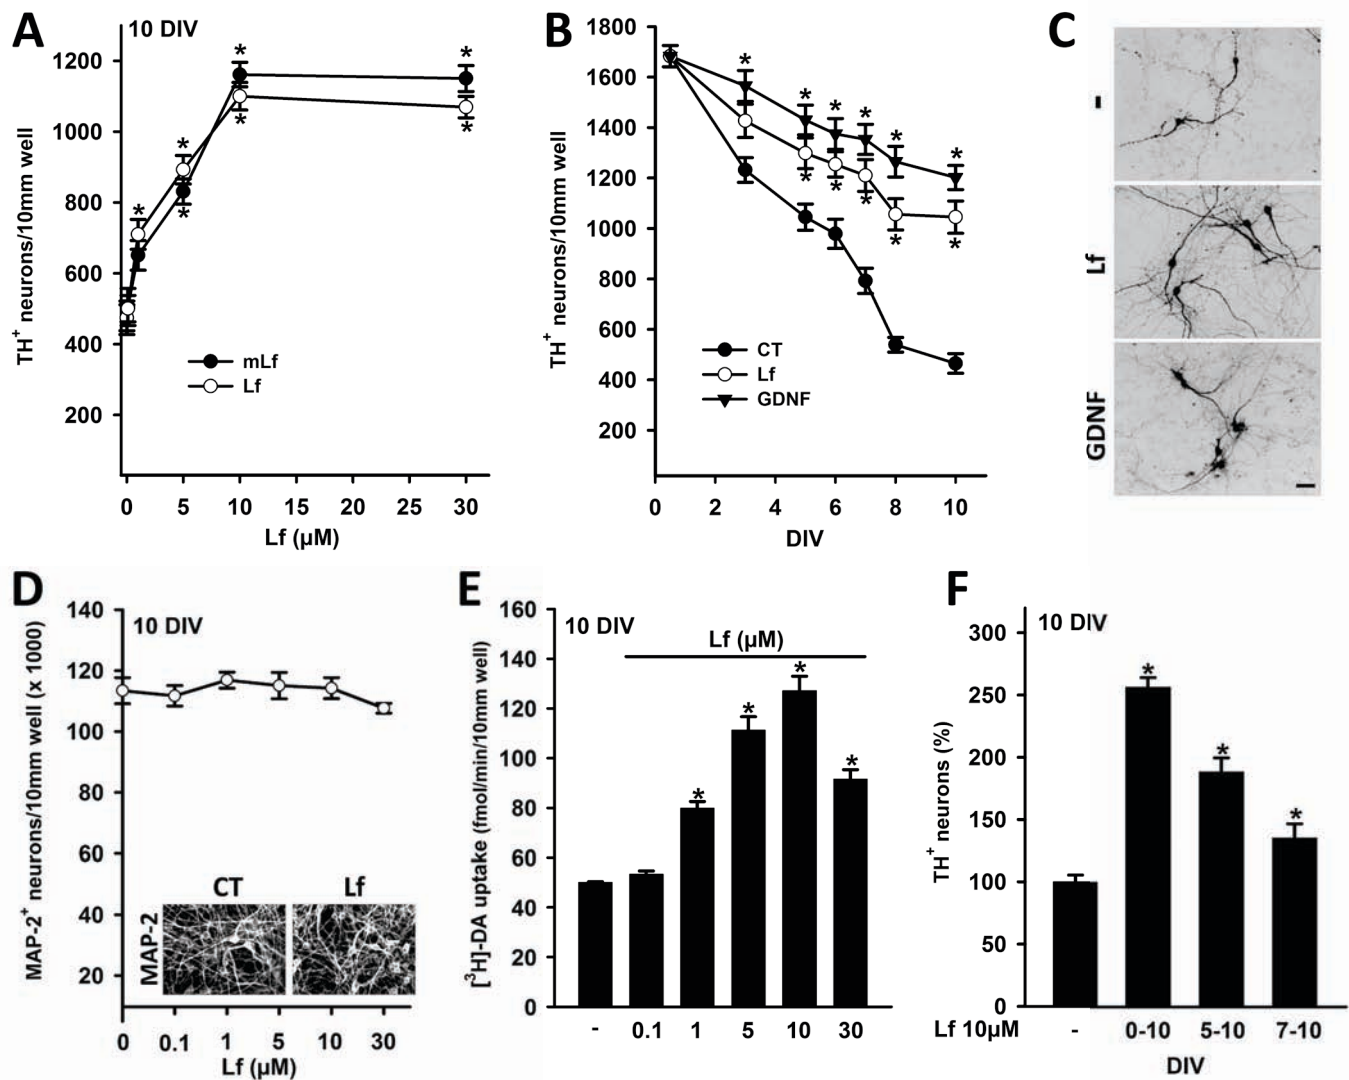 A
10 DIV
TH+ neurons/10mm well
1200
1000
800
600
400
200
* * * * * * *
mLf
Lf
0 5 10 15 20 25 30
Lf (μM)
B
TH+ neurons/10mm well
1800
1600
1400
1200
1000
800
600
400
200
* * * * * *
* * * * *
CT
Lf
GDNF
0 2 4 6 8 10
DIV
C
-
Lf
GDNF
D
10 DIV
MAP-2+ neurons/10mm well (x 1000)
140
120
100
80
60
40
20
CT Lf
MAP-2
0 0.1 1 5 10 30
Lf (μM)
E
10 DIV
Lf (μM)
[3H]-DA uptake (fmol/min/10mm well)
160
140
120
100
80
60
40
20
0
* * * *
- 0.1 1 5 10 30
F
10 DIV
TH+ neurons (%)
300
250
200
150
100
50
0
* * *
Lf 10μM - 0-10 5-10 7-10
DIV